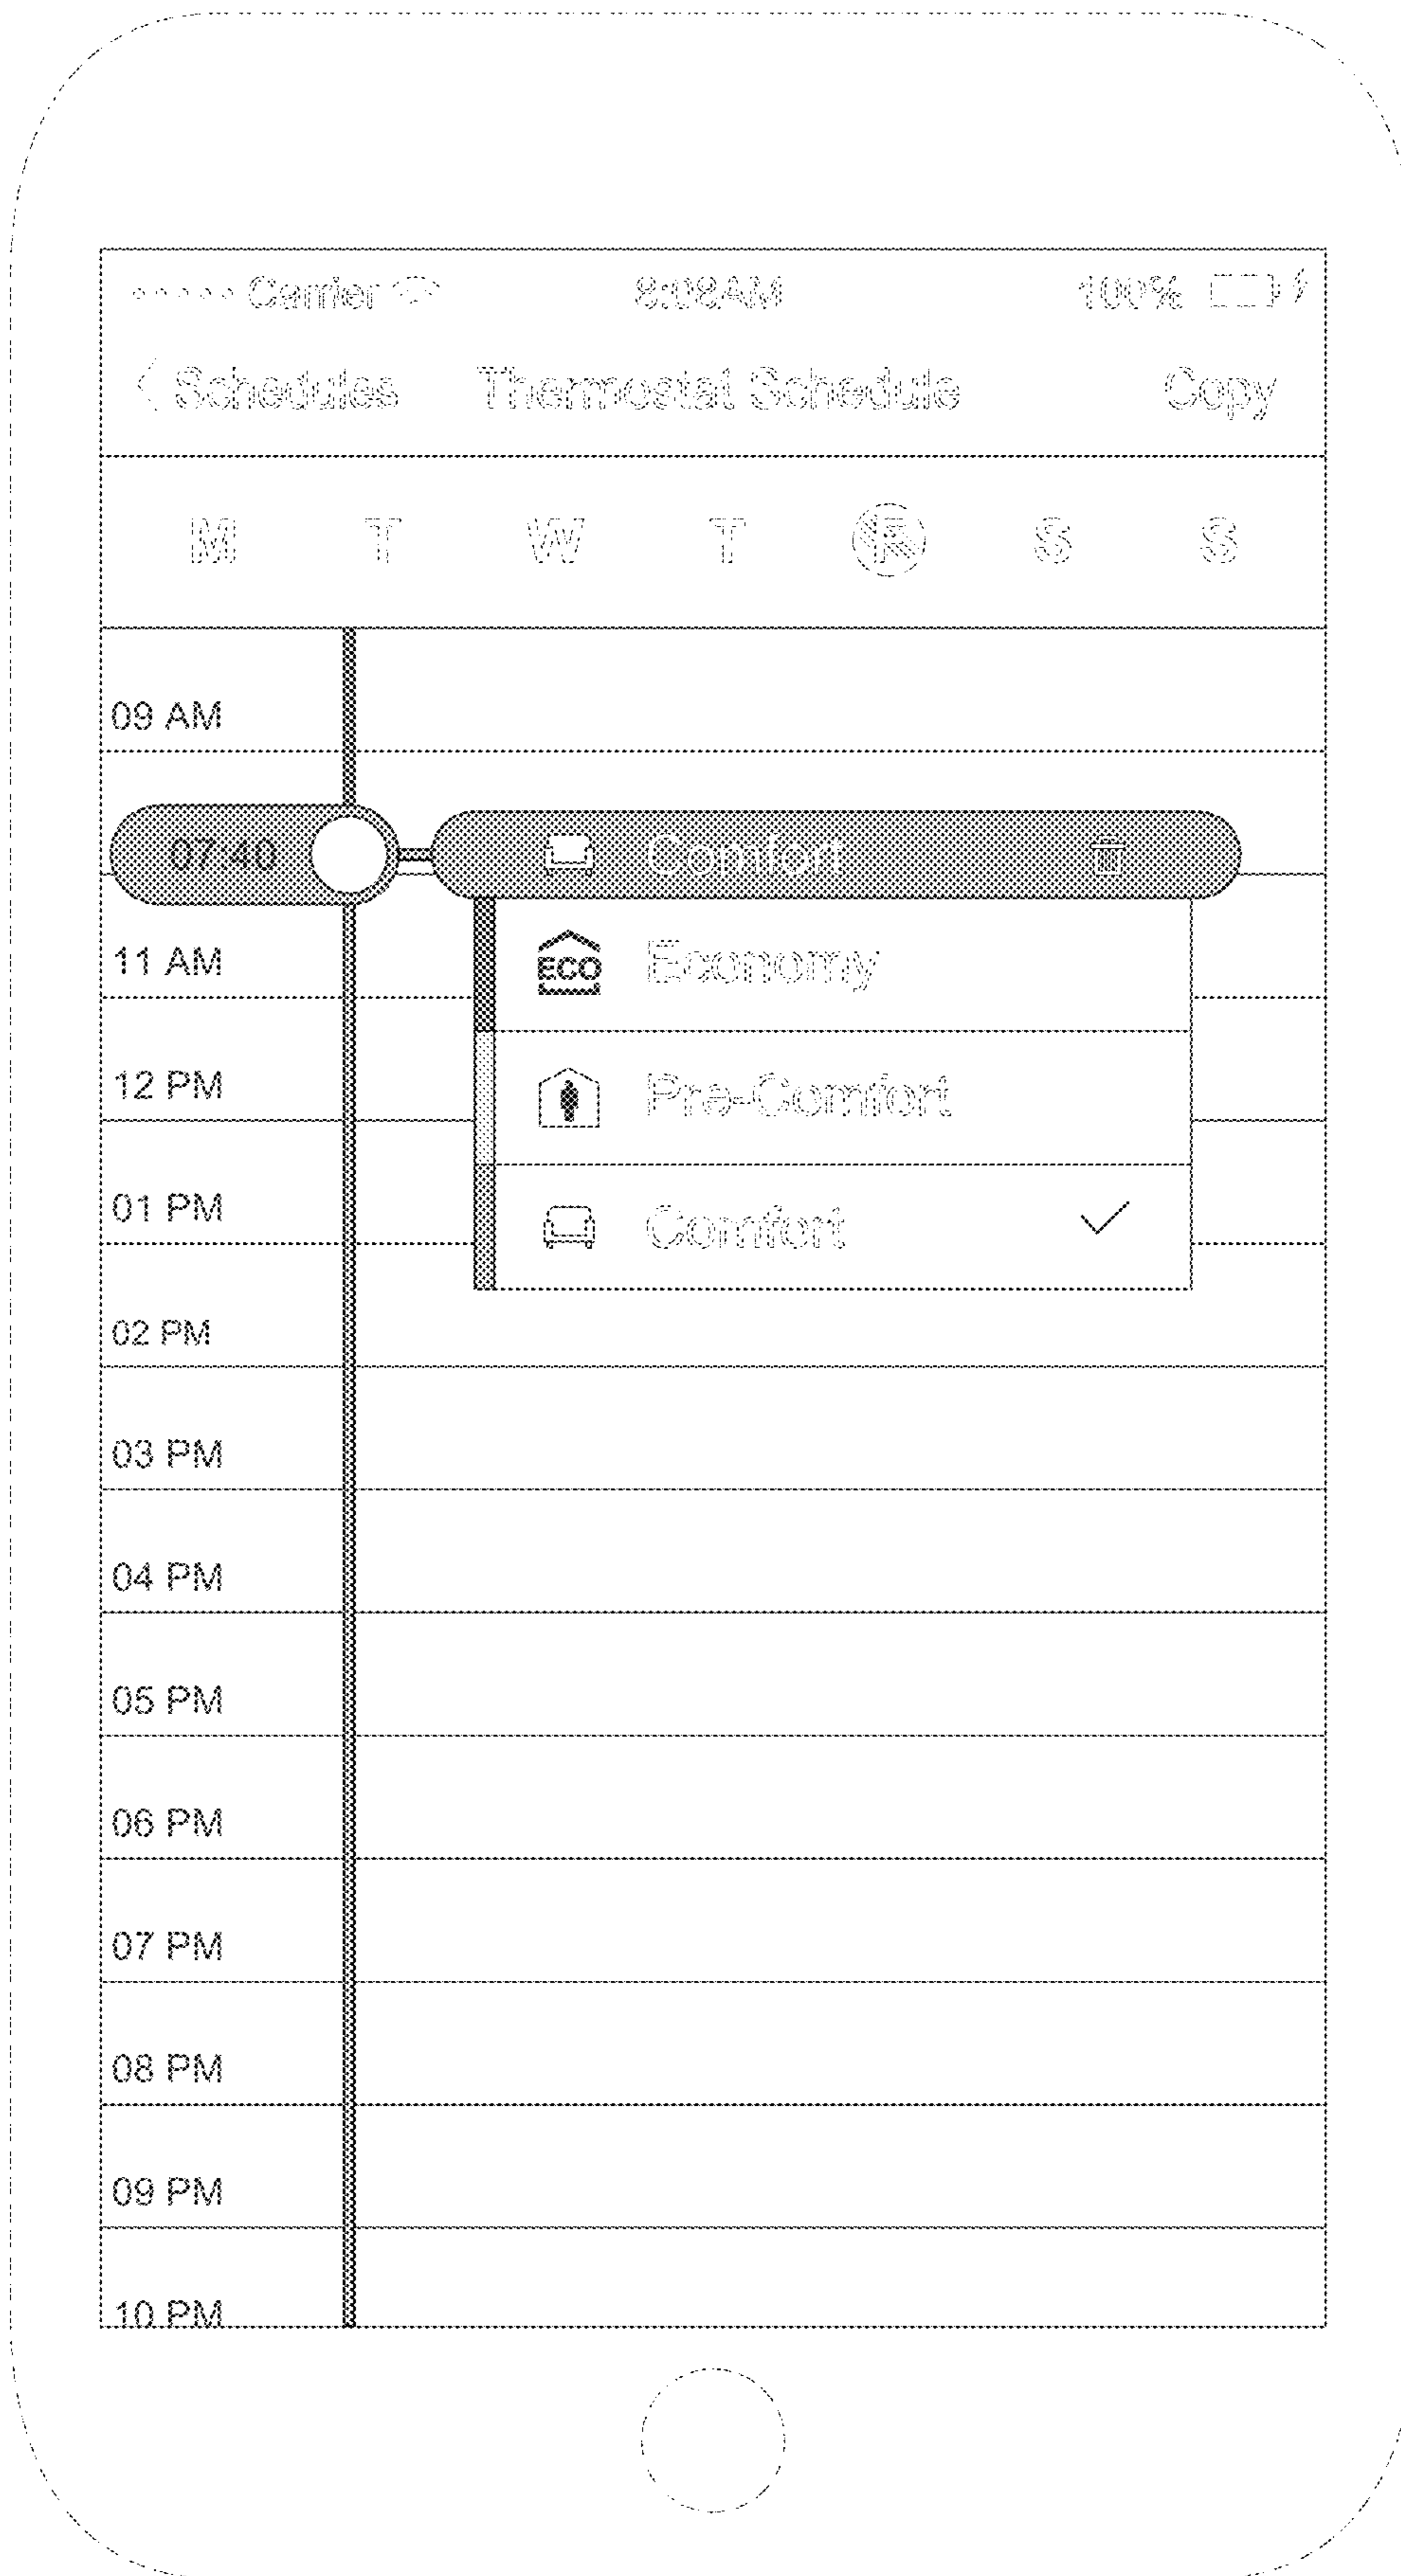 Carrier 8:08AM 100%
Schedules Thermostat Schedule Copy
M T W T F S S
09 AM
07:40 Comfort
11 AM
ECO Economy
12 PM
Pre-Comfort
01 PM
Comfort
02 PM
03 PM
04 PM
05 PM
06 PM
07 PM
08 PM
09 PM
10 PM